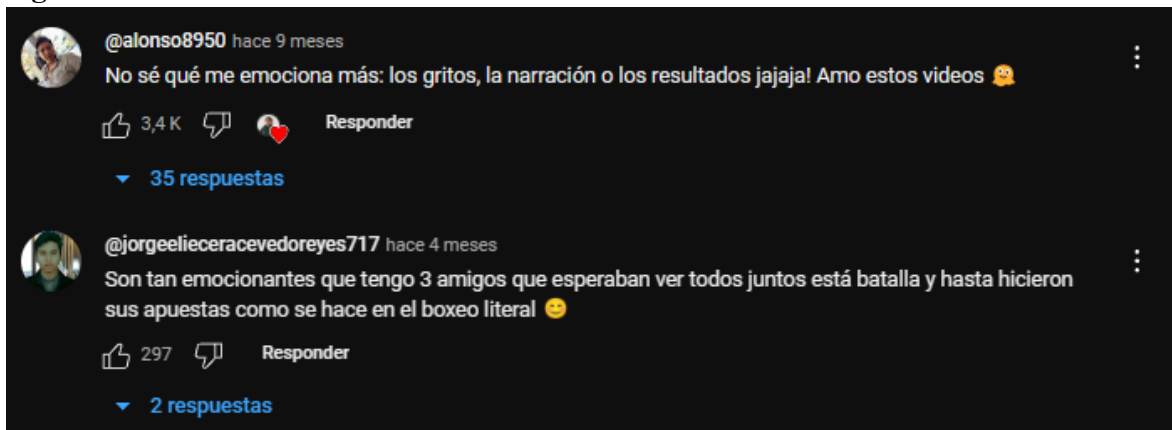 @alonso8950 hace 9 meses
No sé qué me emociona más: los gritos, la narración o los resultados jajaja! Amo estos videos 🫠
3,4 K Responder
35 respuestas
@jorgeelieceracevedoreyes717 hace 4 meses
Son tan emocionantes que tengo 3 amigos que esperaban ver todos juntos está batalla y hasta hicieron
sus apuestas como se hace en el boxeo literal 😊
297 Responder
2 respuestas